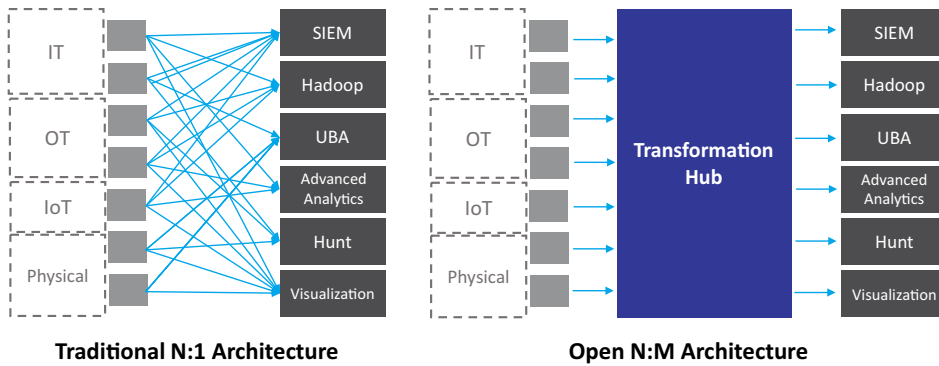 IT
OT
IoT
Physical
SIEM
Hadoop
UBA
Advanced
Analytics
Hunt
Visualization
Traditional N:1 Architecture
IT
OT
IoT
Physical
Transformation
Hub
SIEM
Hadoop
UBA
Advanced
Analytics
Hunt
Visualization
Open N:M Architecture